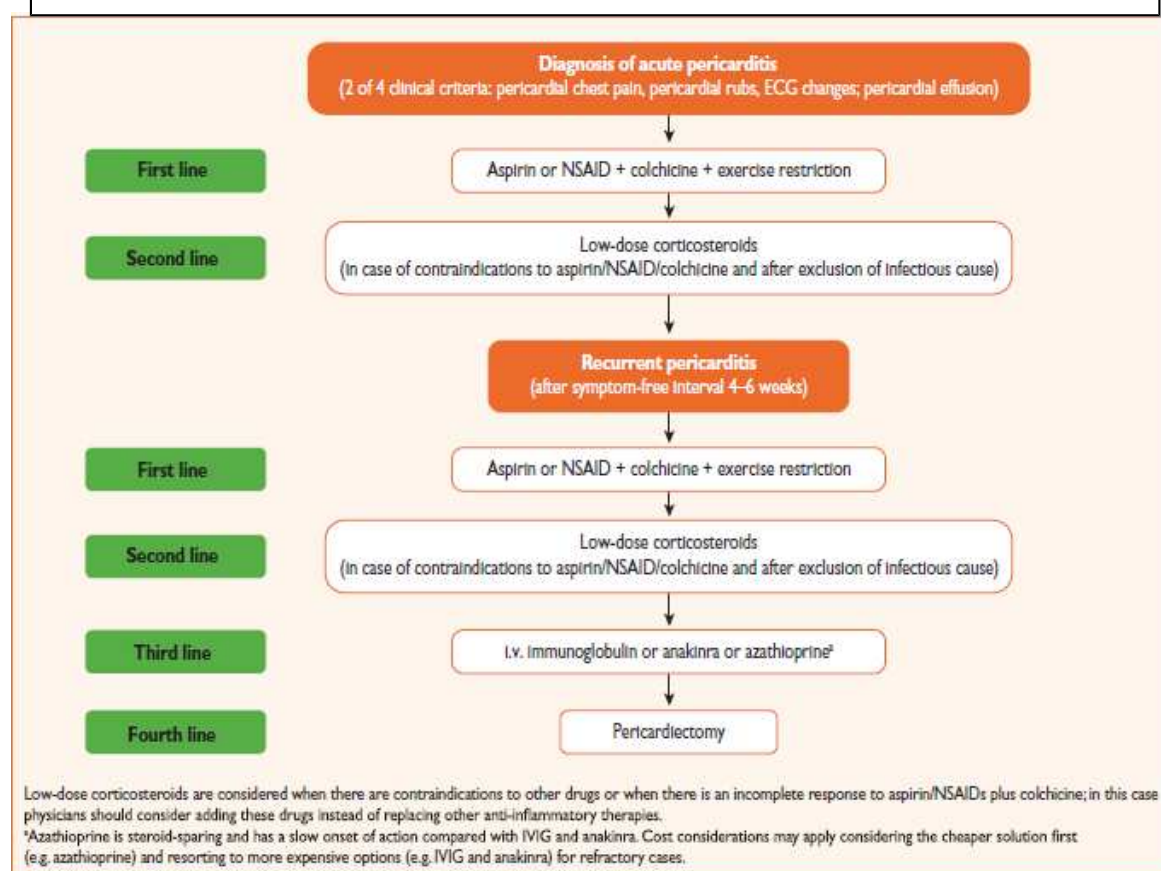 Diagnosis of acute pericarditis
(2 of 4 clinical criteria: pericardial chest pain, pericardial rubs, ECG changes; pericardial effusion)
First line
Aspirin or NSAID + colchicine + exercise restriction
Second line
Low-dose corticosteroids
(in case of contraindications to aspirin/NSAID/colchicine and after exclusion of infectious cause)
Recurrent pericarditis
(after symptom-free interval 4–6 weeks)
First line
Aspirin or NSAID + colchicine + exercise restriction
Second line
Low-dose corticosteroids
(in case of contraindications to aspirin/NSAID/colchicine and after exclusion of infectious cause)
Third line
i.v. immunoglobulin or anakinra or azathioprineᵃ
Fourth line
Pericardiectomy
Low-dose corticosteroids are considered when there are contraindications to other drugs or when there is an incomplete response to aspirin/NSAIDs plus colchicine; in this case
physicians should consider adding these drugs instead of replacing other anti-inflammatory therapies.
ᵃAzathioprine is steroid-sparing and has a slow onset of action compared with IVIG and anakinra. Cost considerations may apply considering the cheaper solution first
(e.g. azathioprine) and resorting to more expensive options (e.g. IVIG and anakinra) for refractory cases.